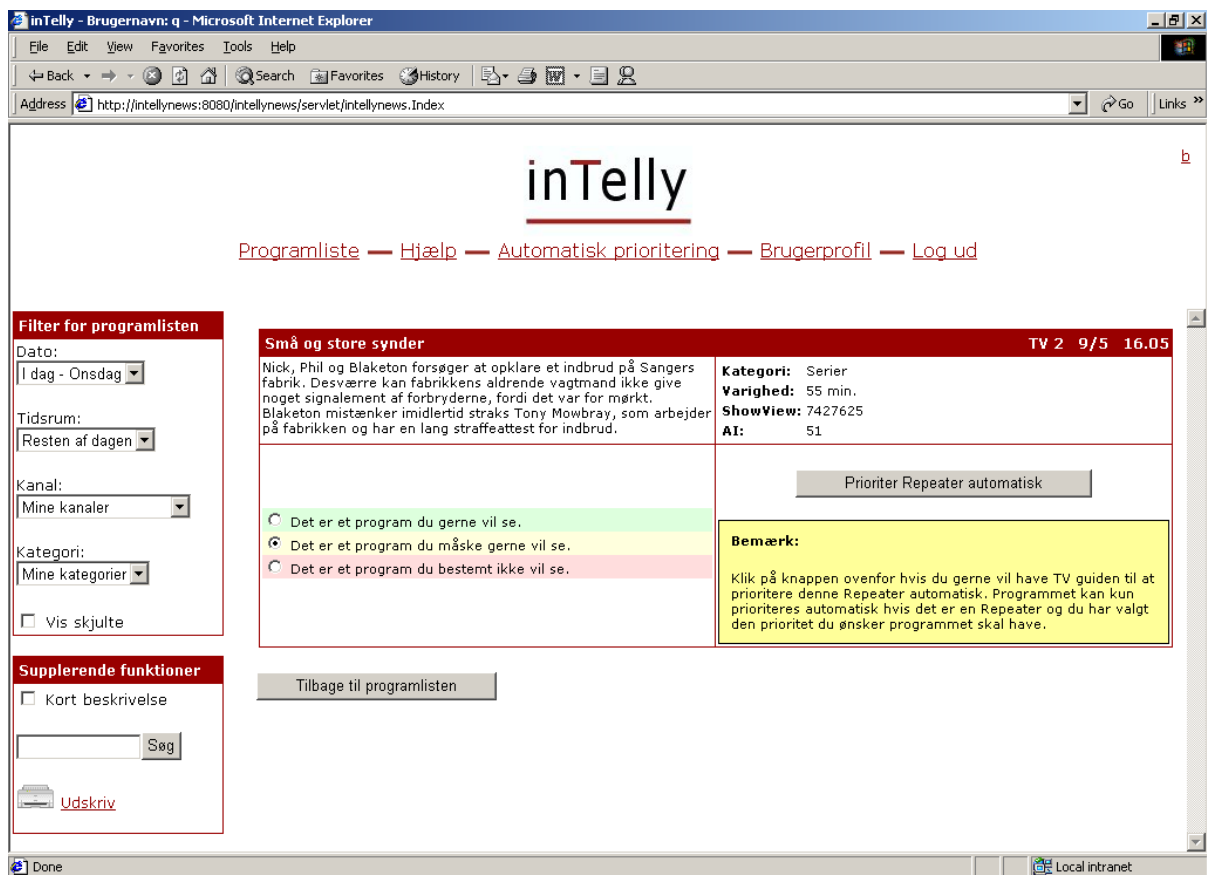 inTelly - Brugernavn: q - Microsoft Internet Explorer
File Edit View Favorites Tools Help
Back Search Favorites History
Address http://intellynews:8080/intellynews/servlet/intellynews.Index Go Links »
b
inTelly
Programliste — Hjælp — Automatisk prioritering — Brugerprofil — Log ud
Filter for programlisten
Dato:
I dag - Onsdag
Tidsrum:
Resten af dagen
Kanal:
Mine kanaler
Kategori:
Mine kategorier
Vis skjulte
Supplerende funktioner
Kort beskrivelse
Søg
Udskriv
Små og store synder TV 2 9/5 16.05
Nick, Phil og Blaketon forsøger at opklare et indbrud på Sangers
fabrik. Desværre kan fabrikkens aldrende vagtmand ikke give
noget signalement af forbryderne, fordi det var for mørkt.
Blaketon mistænker imidlertid straks Tony Mowbray, som arbejder
på fabrikken og har en lang straffeattest for indbrud.
Kategori: Serier
Varighed: 55 min.
ShowView: 7427625
AI: 51
Det er et program du gerne vil se.
Det er et program du måske gerne vil se.
Det er et program du bestemt ikke vil se.
Prioriter Repeater automatisk
Bemærk:
Klik på knappen ovenfor hvis du gerne vil have TV guiden til at
prioritere denne Repeater automatisk. Programmet kan kun
prioriteres automatisk hvis det er en Repeater og du har valgt
den prioritet du ønsker programmet skal have.
Tilbage til programlisten
Done
Local intranet